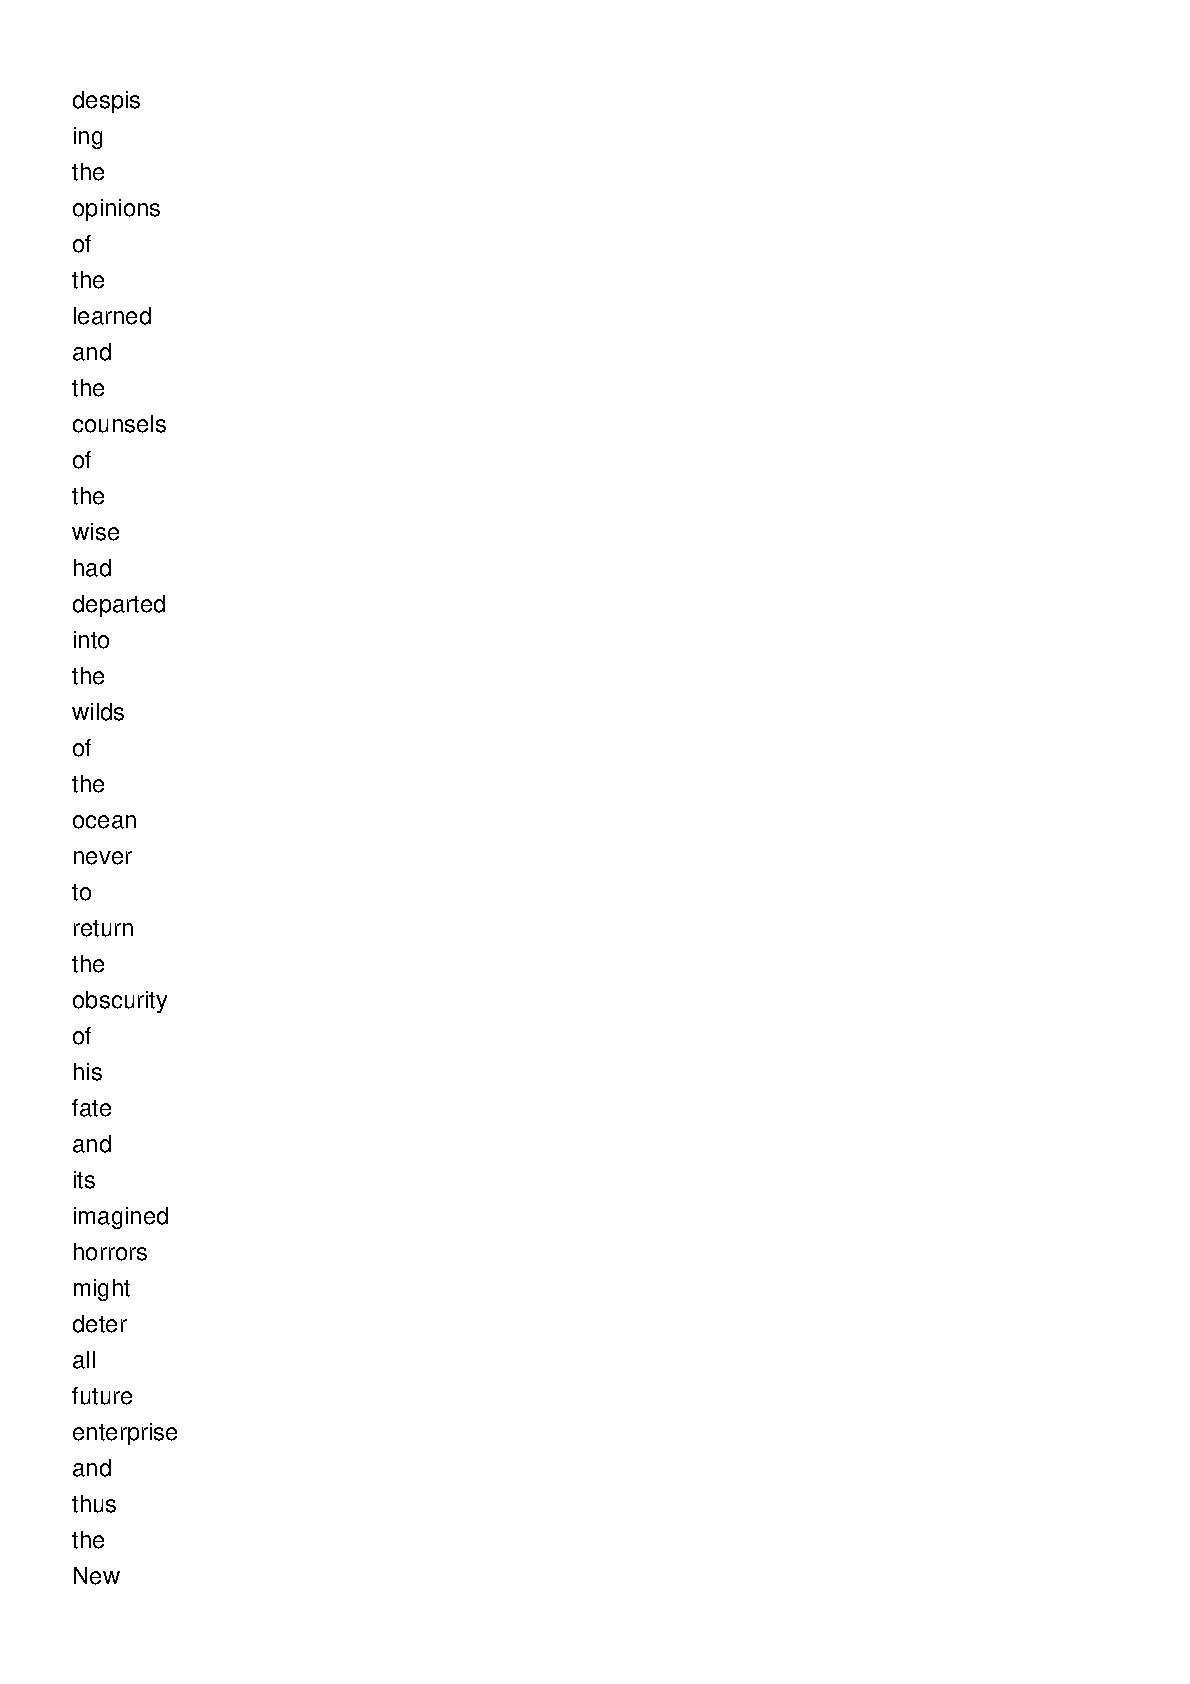 despis
ing
the
opinions
of
the
learned
and
the
counsels
of
the
wise
had
departed
into
the
wilds
of
the
ocean
never
to
return
the
obscurity
of
his
fate
and
its
imagined
horrors
might
deter
all
future
enterprise
and
thus
the
New